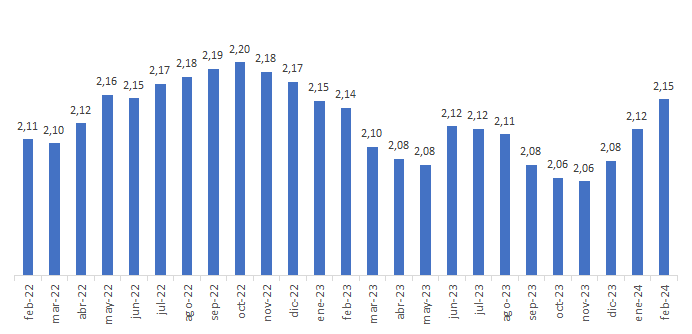 2,11 2,10 2,12 2,16 2,15 2,17 2,18 2,19 2,20 2,18 2,17 2,15 2,14 2,10 2,08 2,08 2,12 2,12 2,11 2,08 2,06 2,06 2,08 2,12 2,15
feb-22 mar-22 abr-22 may-22 jun-22 jul-22 ago-22 sep-22 oct-22 nov-22 dic-22 ene-23 feb-23 mar-23 abr-23 may-23 jun-23 jul-23 ago-23 sep-23 oct-23 nov-23 dic-23 ene-24 feb-24